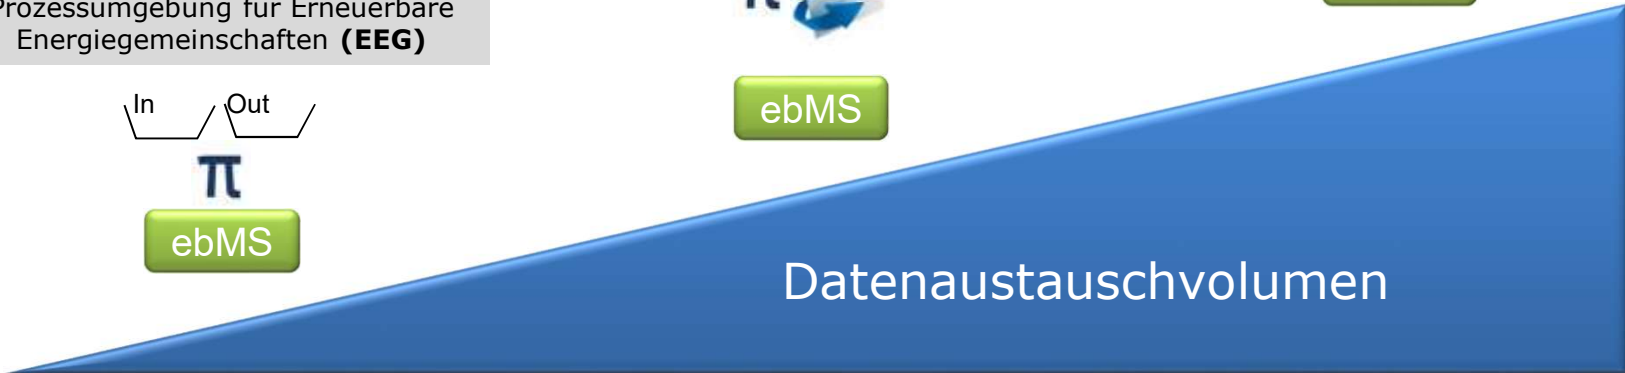 Prozessumgebung für Erneuerbare
Energiegemeinschaften (EEG)
In Out
π
ebMS
π
ebMS
Datenaustauschvolumen